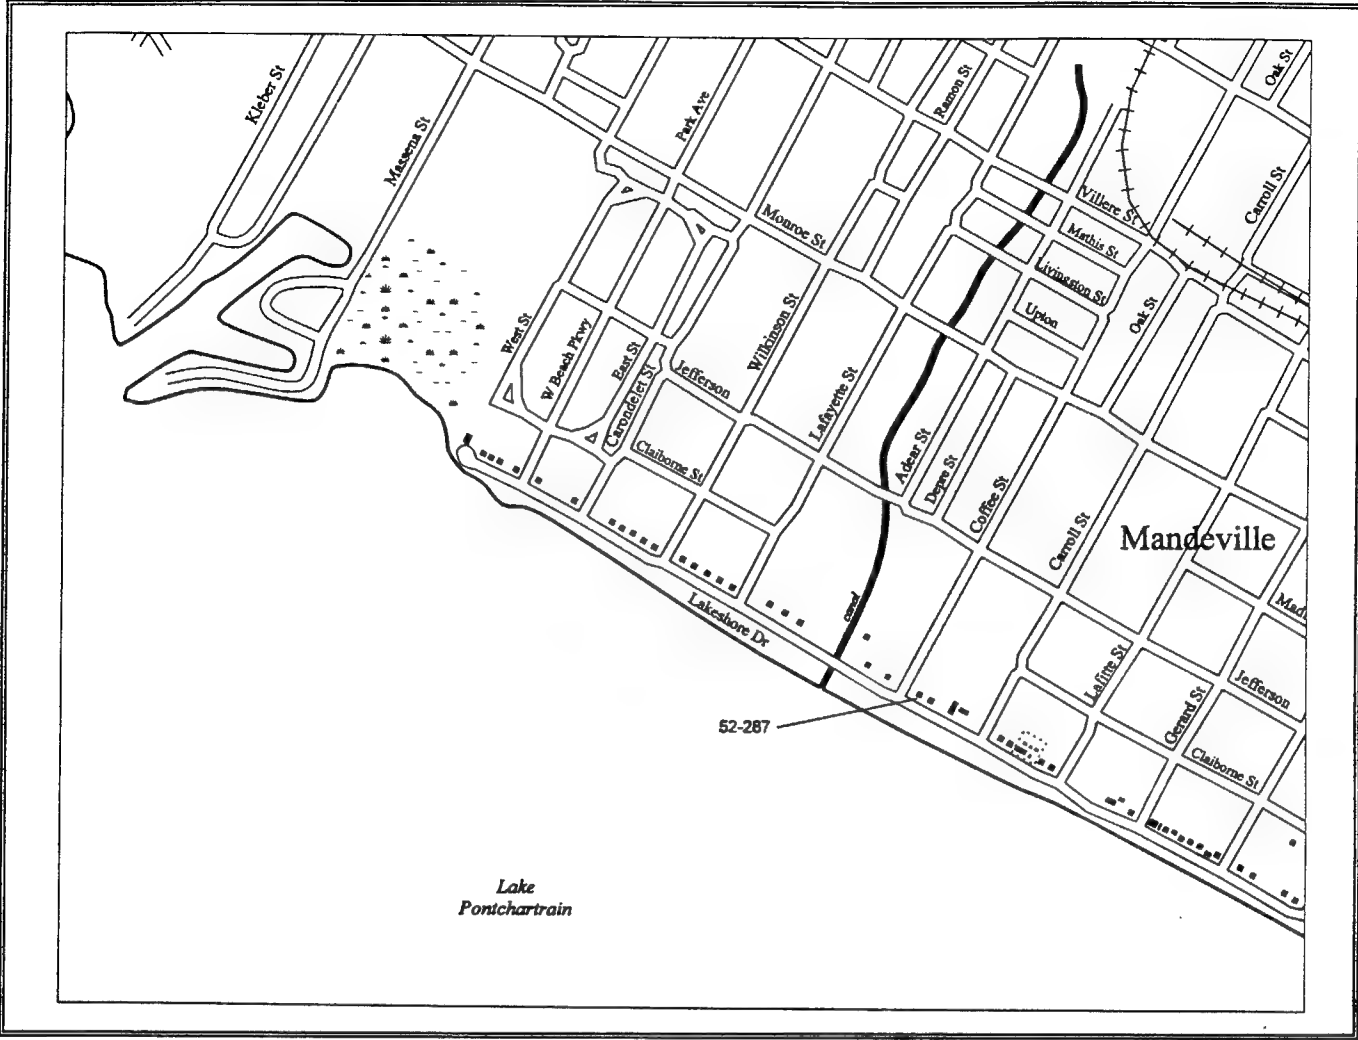 Oak St
Kleber St
Ramon St
Park Ave
Massena St
Villere St
Carroll St
Monroe St
Mathis St
Livingston St
Oak St
Upton
Wilkinson St
West St
W Beach Pkwy
East St
Jefferson
Carondelet St
Lafayette St
Claiborne St
Adear St
Depre St
Coffee St
Carroll St
Mandeville
canal
Lakeshore Dr
Madi
Lafitte St
Jefferson
Gerard St
52-287
Claiborne St
Lake
Pontchartrain